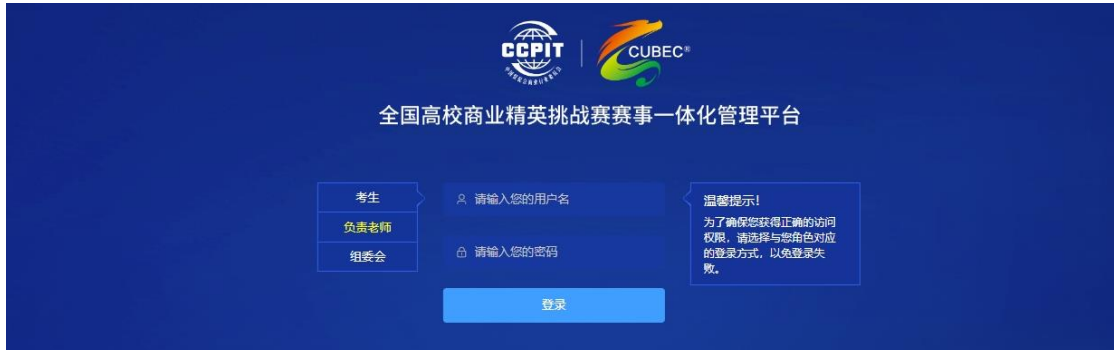 CCPIT
CUBEC®
全国高校商业精英挑战赛赛事一体化管理平台
考生
负责老师
组委会
请输入您的用户名
请输入您的密码
登录
温馨提示!
为了确保您获得正确的访问
权限，请选择与您角色对应
的登录方式，以免登录失
败。